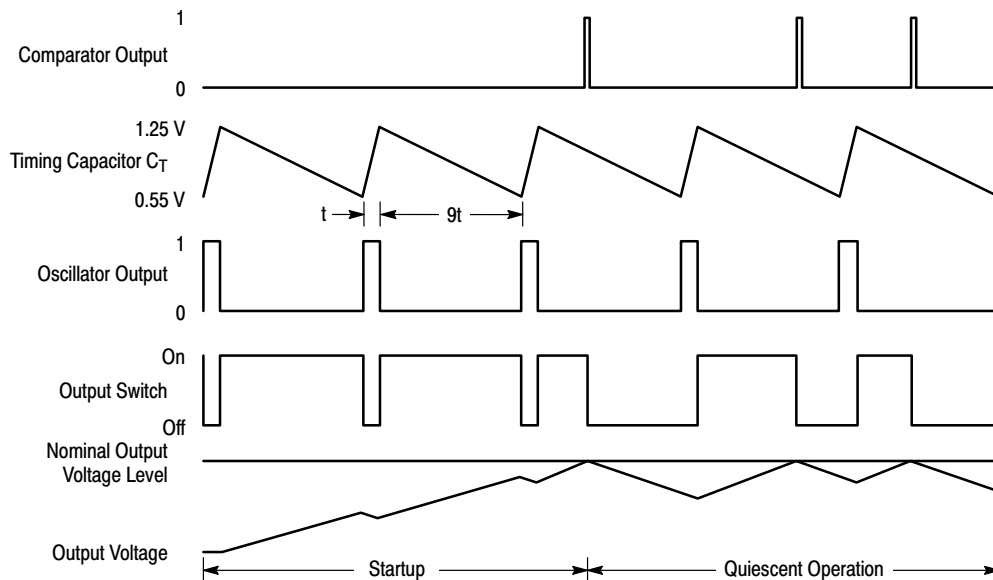 1
Comparator Output
0
1.25 V
Timing Capacitor CT
0.55 V
t
9t
1
Oscillator Output
0
On
Output Switch
Off
Nominal Output
Voltage Level
Output Voltage
Startup
Quiescent Operation